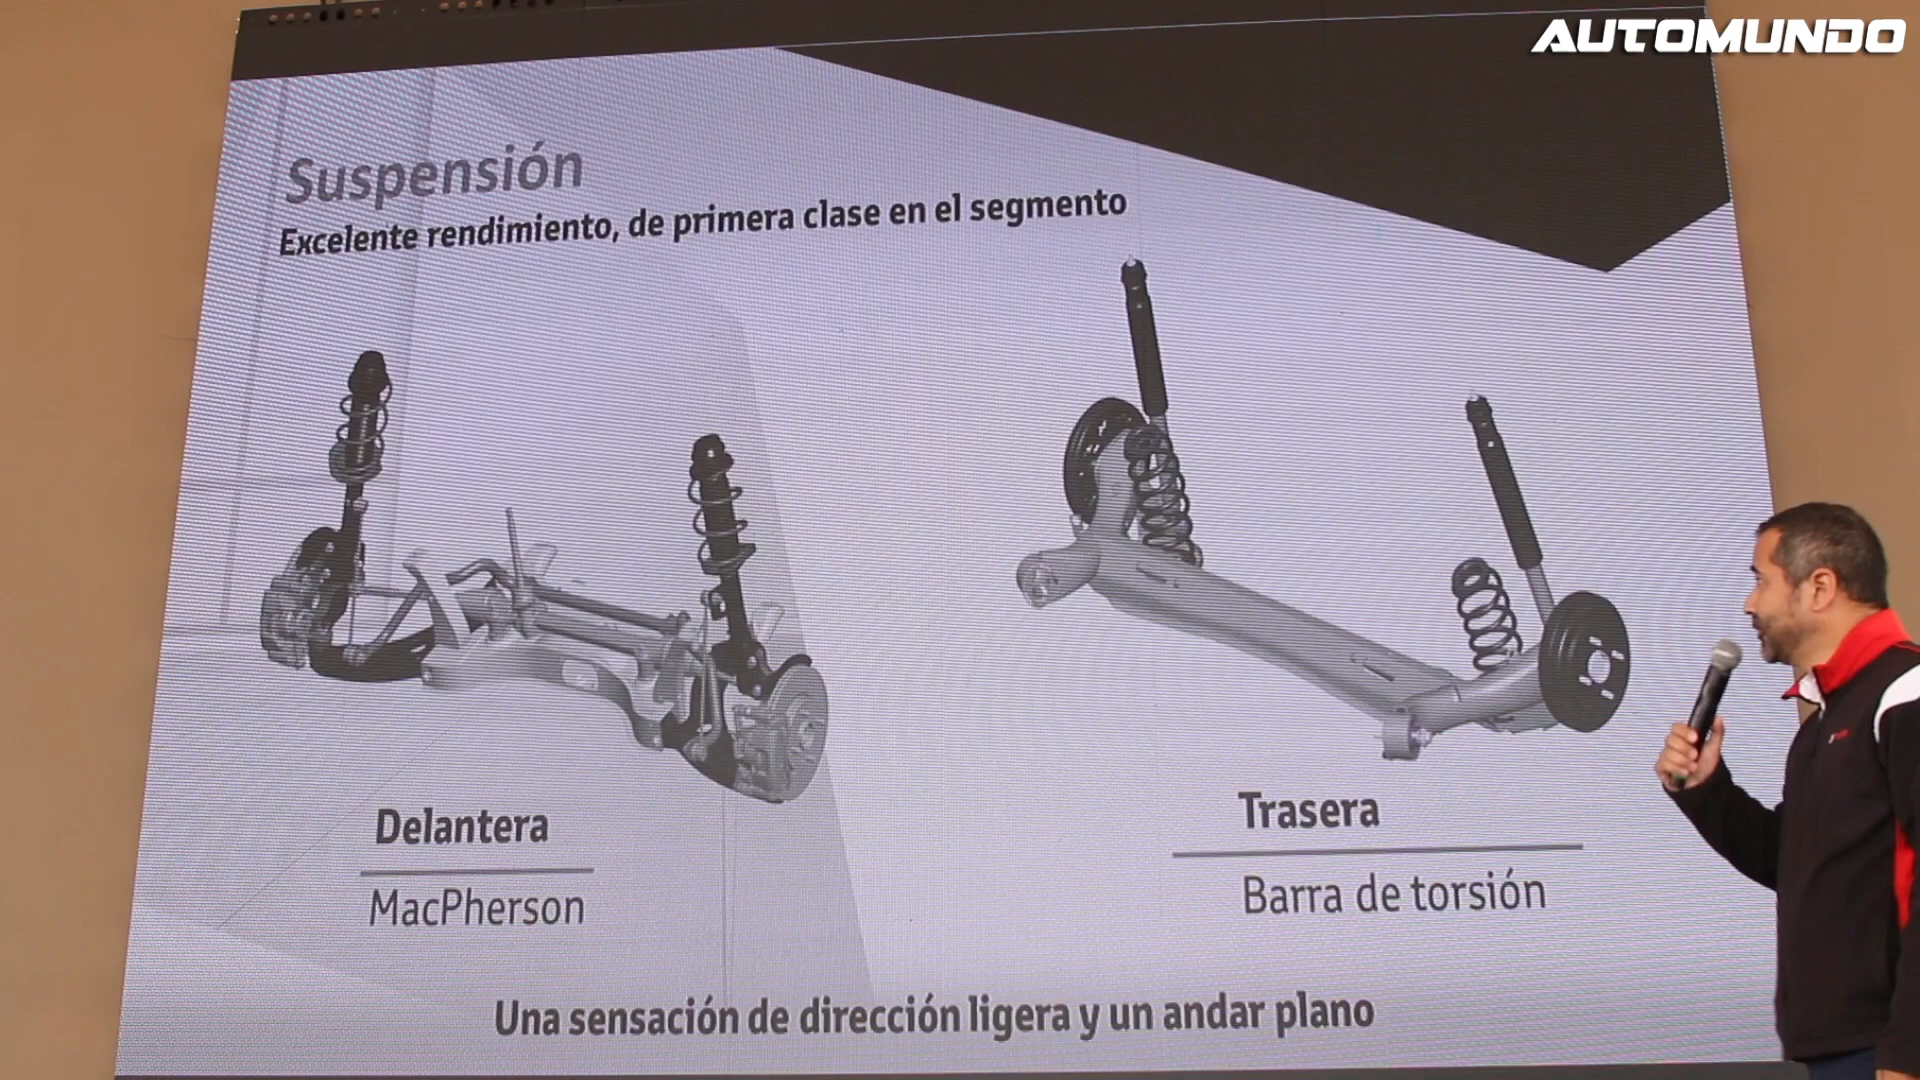 AUTOMUNDO
Suspensión
Excelente rendimiento, de primera clase en el segmento
Delantera
MacPherson
Trasera
Barra de torsión
Una sensación de dirección ligera y un andar plano